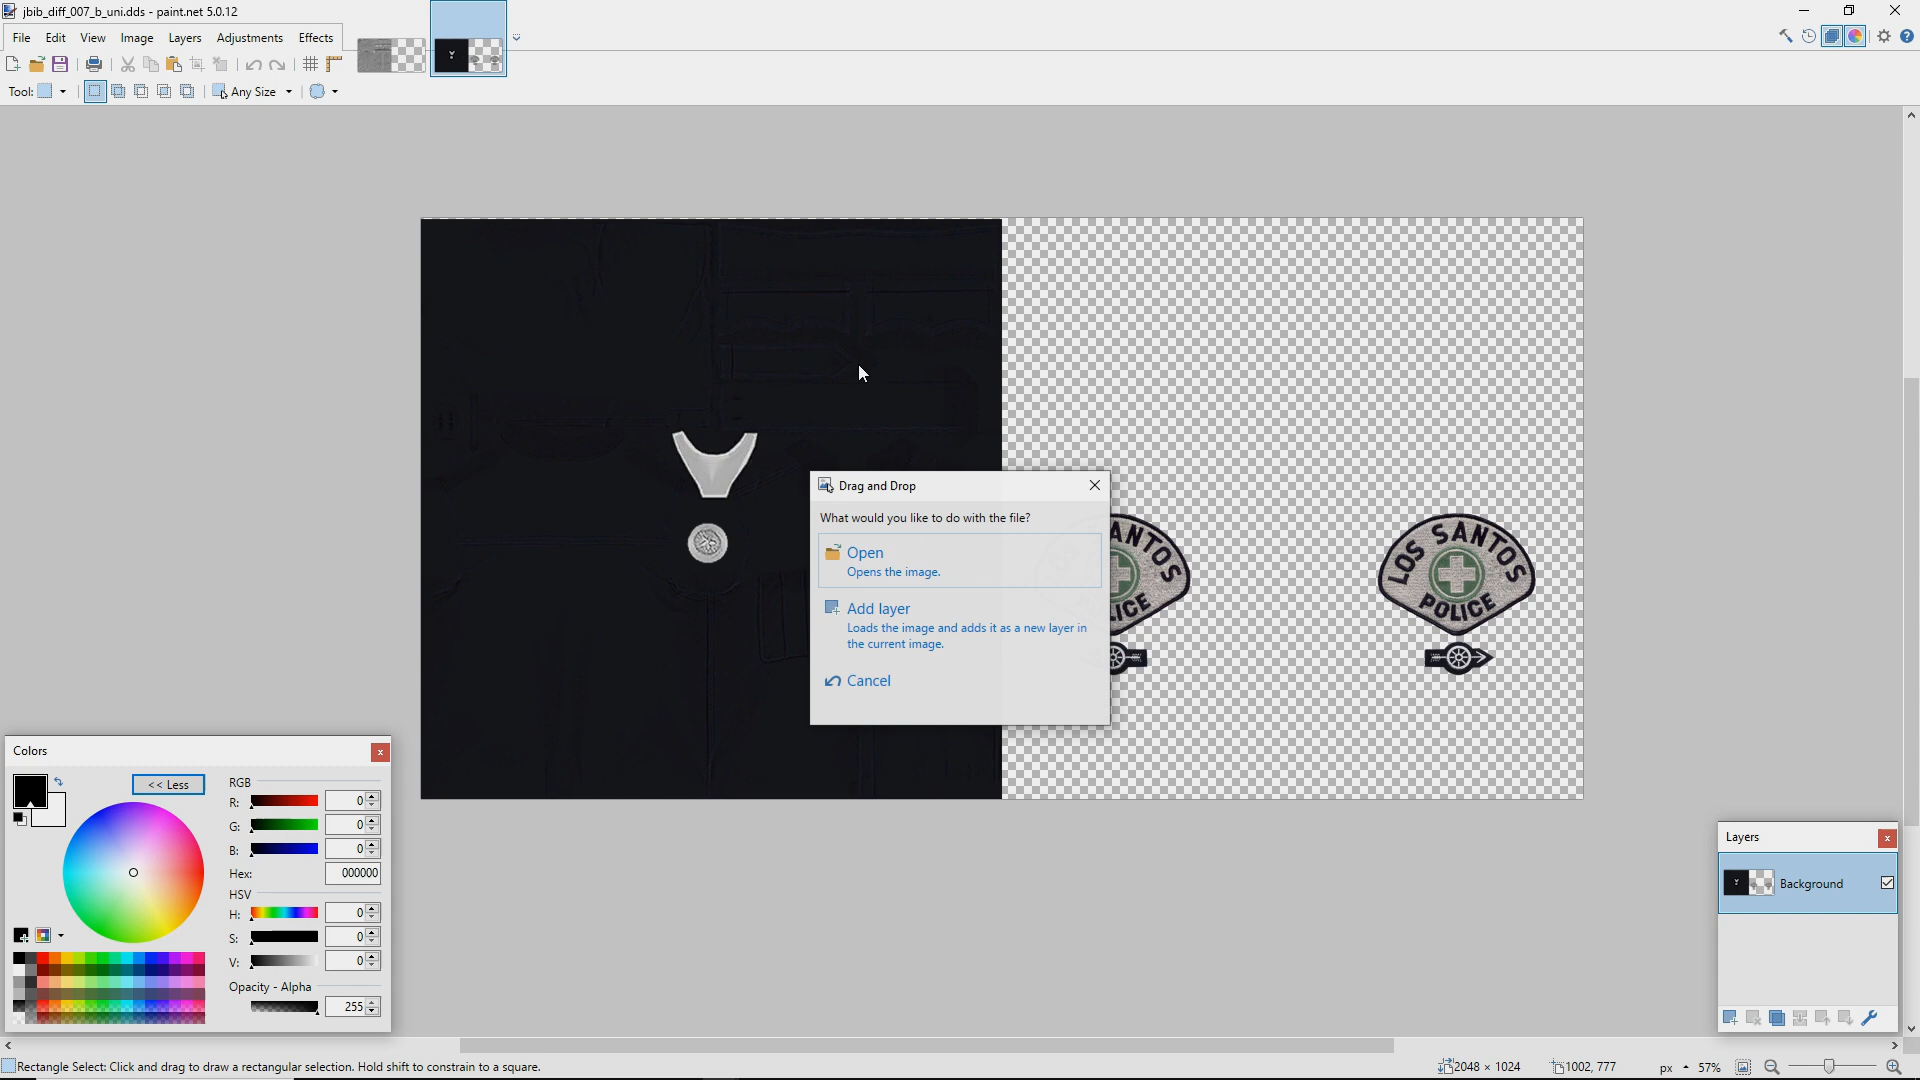 jbib_diff_007_b_uni.dds - paint.net 5.0.12
File Edit View Image Layers Adjustments Effects
Tool: Any Size
Drag and Drop
What would you like to do with the file?
Open
Opens the image.
Add layer
Loads the image and adds it as a new layer in
the current image.
Cancel
ANTOS
ICE
LOS SANTOS
POLICE
Colors
<< Less
RGB
R: 0
G: 0
B: 0
Hex: 000000
HSV
H: 0
S: 0
V: 0
Opacity - Alpha
255
Layers
Background
Rectangle Select: Click and drag to draw a rectangular selection. Hold shift to constrain to a square.
2048 × 1024
1002, 777
px
57%